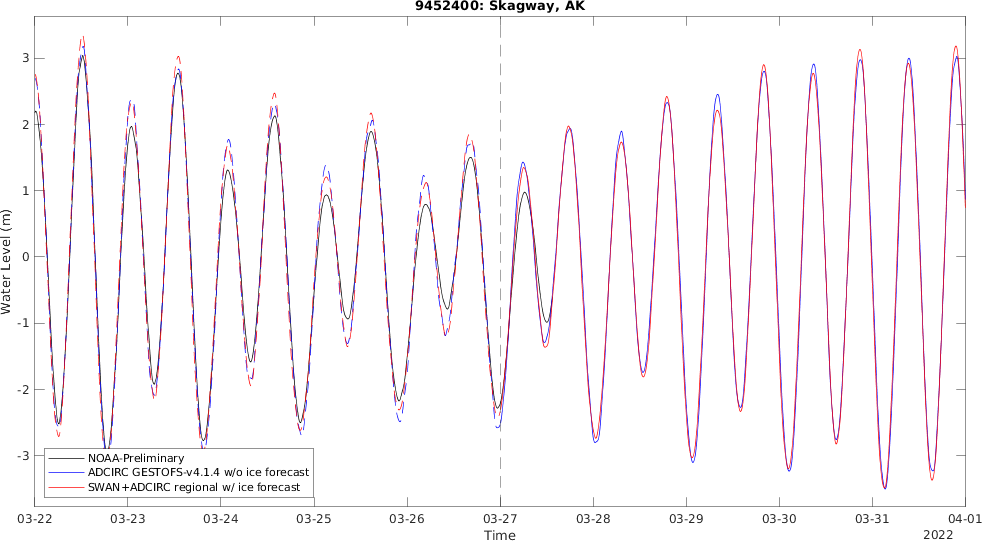 9452400: Skagway, AK
Water Level (m)
3
2
1
0
-1
-2
-3
NOAA-Preliminary
ADCIRC GESTOFS-v4.1.4 w/o ice forecast
SWAN+ADCIRC regional w/ ice forecast
03-22 03-23 03-24 03-25 03-26 03-27 03-28 03-29 03-30 03-31 04-01
Time
2022